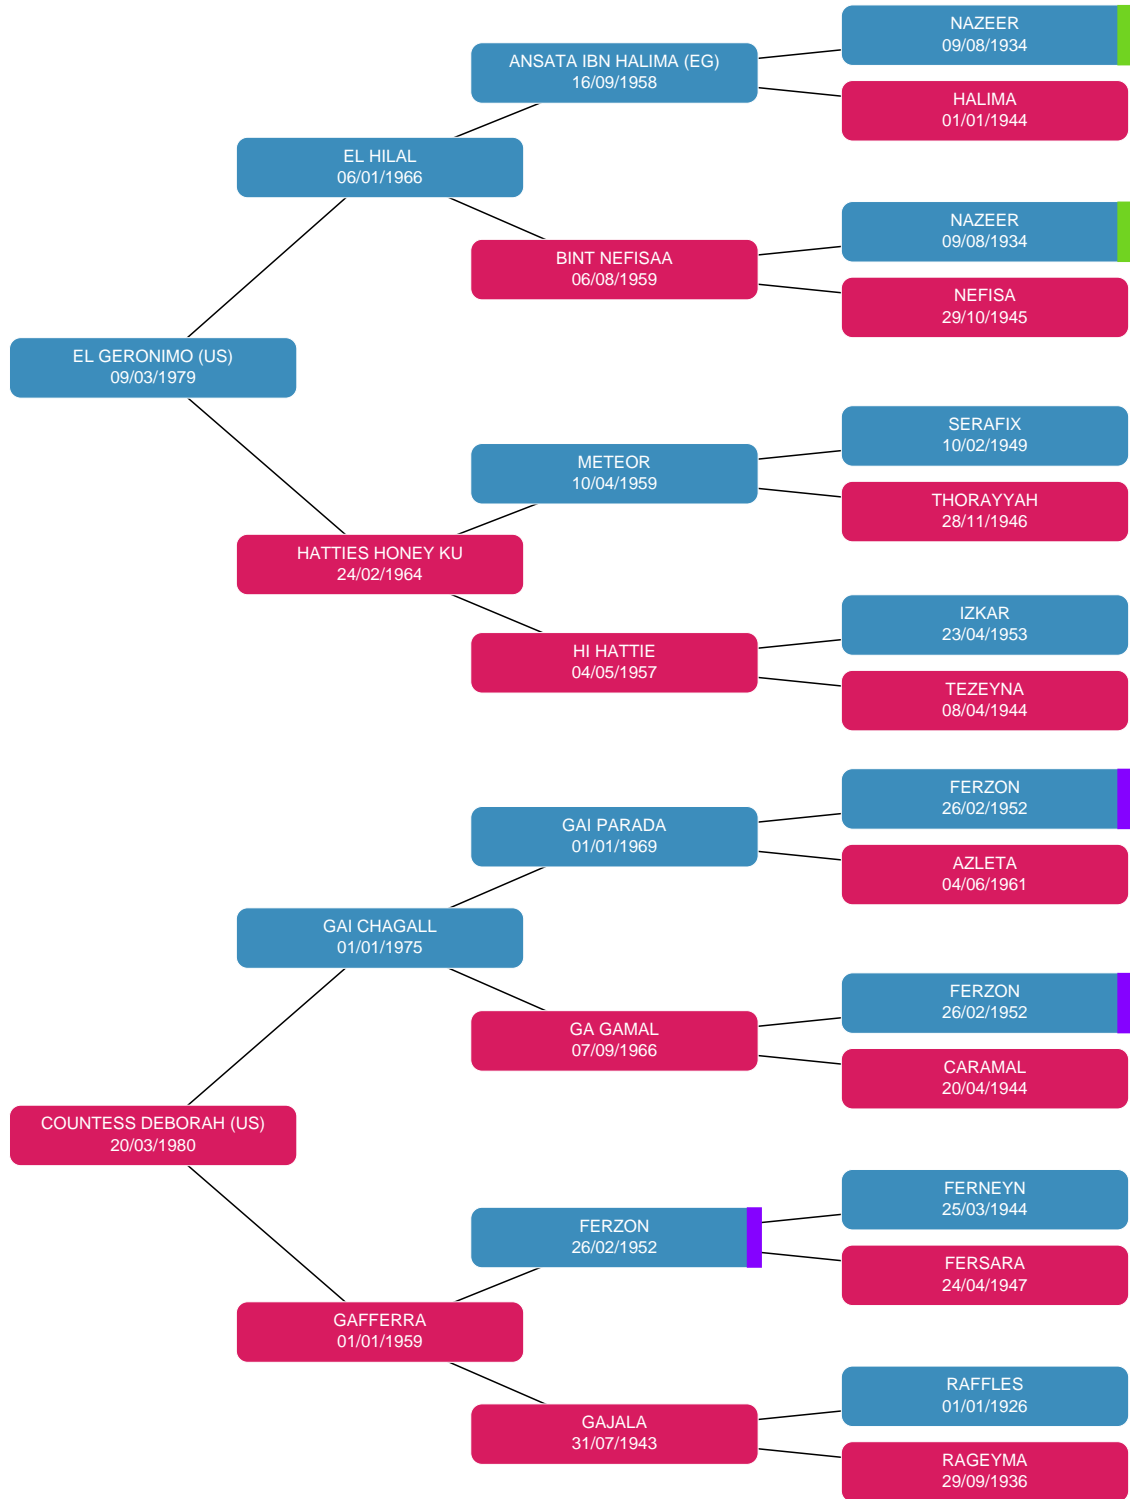 NAZEER
09/08/1934
ANSATA IBN HALIMA (EG)
16/09/1958
HALIMA
01/01/1944
EL HILAL
06/01/1966
NAZEER
09/08/1934
BINT NEFISAA
06/08/1959
NEFISA
29/10/1945
EL GERONIMO (US)
09/03/1979
SERAFIX
10/02/1949
METEOR
10/04/1959
THORAYYAH
28/11/1946
HATTIES HONEY KU
24/02/1964
IZKAR
23/04/1953
HI HATTIE
04/05/1957
TEZEYNA
08/04/1944
FERZON
26/02/1952
GAI PARADA
01/01/1969
AZLETA
04/06/1961
GAI CHAGALL
01/01/1975
FERZON
26/02/1952
GA GAMAL
07/09/1966
CARAMAL
20/04/1944
COUNTESS DEBORAH (US)
20/03/1980
FERNEYN
25/03/1944
FERZON
26/02/1952
FERSARA
24/04/1947
GAFFERRA
01/01/1959
RAFFLES
01/01/1926
GAJALA
31/07/1943
RAGEYMA
29/09/1936